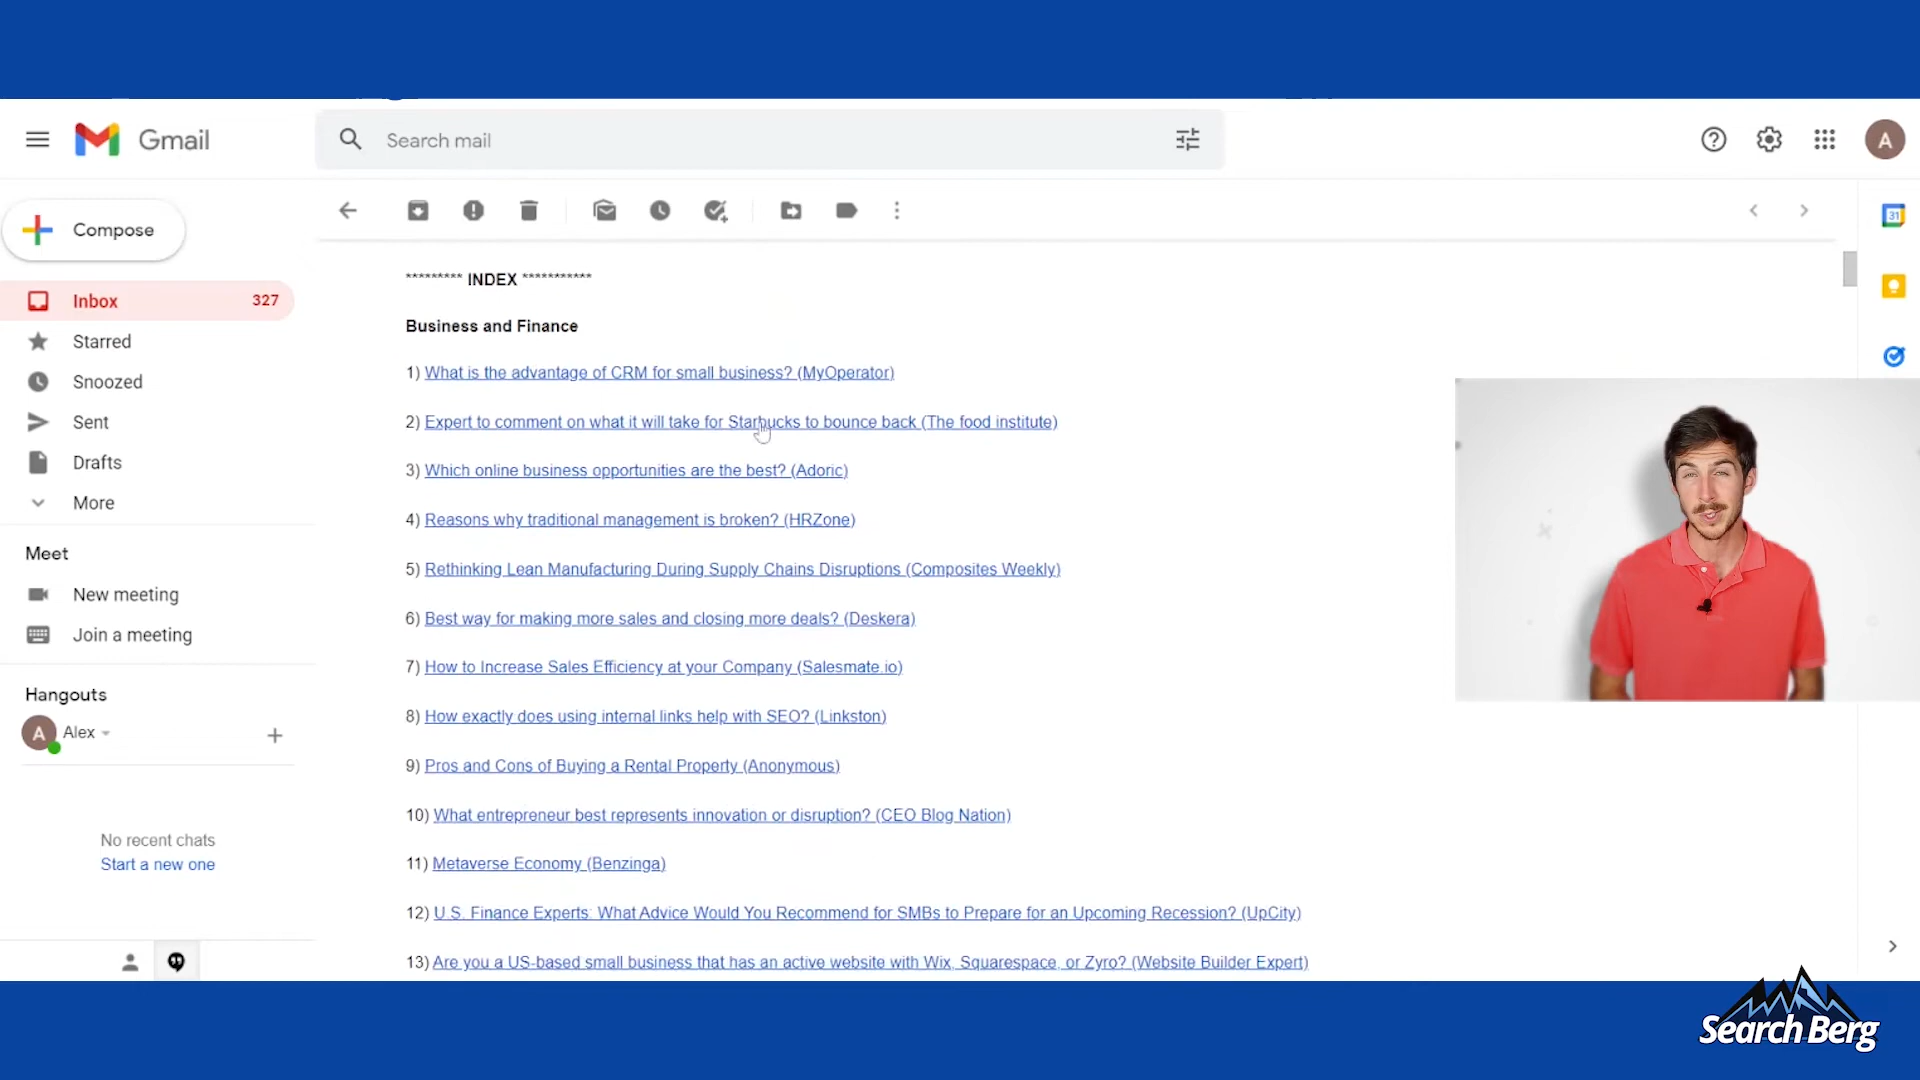 Gmail
Search mail
A
Compose
Inbox 327
Starred
Snoozed
Sent
Drafts
More
Meet
New meeting
Join a meeting
Hangouts
A Alex
No recent chats
Start a new one
********* INDEX ***********
Business and Finance
1) What is the advantage of CRM for small business? (MyOperator)
2) Expert to comment on what it will take for Starbucks to bounce back (The food institute)
3) Which online business opportunities are the best? (Adoric)
4) Reasons why traditional management is broken? (HRZone)
5) Rethinking Lean Manufacturing During Supply Chains Disruptions (Composites Weekly)
6) Best way for making more sales and closing more deals? (Deskera)
7) How to Increase Sales Efficiency at your Company (Salesmate.io)
8) How exactly does using internal links help with SEO? (Linkston)
9) Pros and Cons of Buying a Rental Property (Anonymous)
10) What entrepreneur best represents innovation or disruption? (CEO Blog Nation)
11) Metaverse Economy (Benzinga)
12) U.S. Finance Experts: What Advice Would You Recommend for SMBs to Prepare for an Upcoming Recession? (UpCity)
13) Are you a US-based small business that has an active website with Wix, Squarespace, or Zyro? (Website Builder Expert)
31
Search Berg